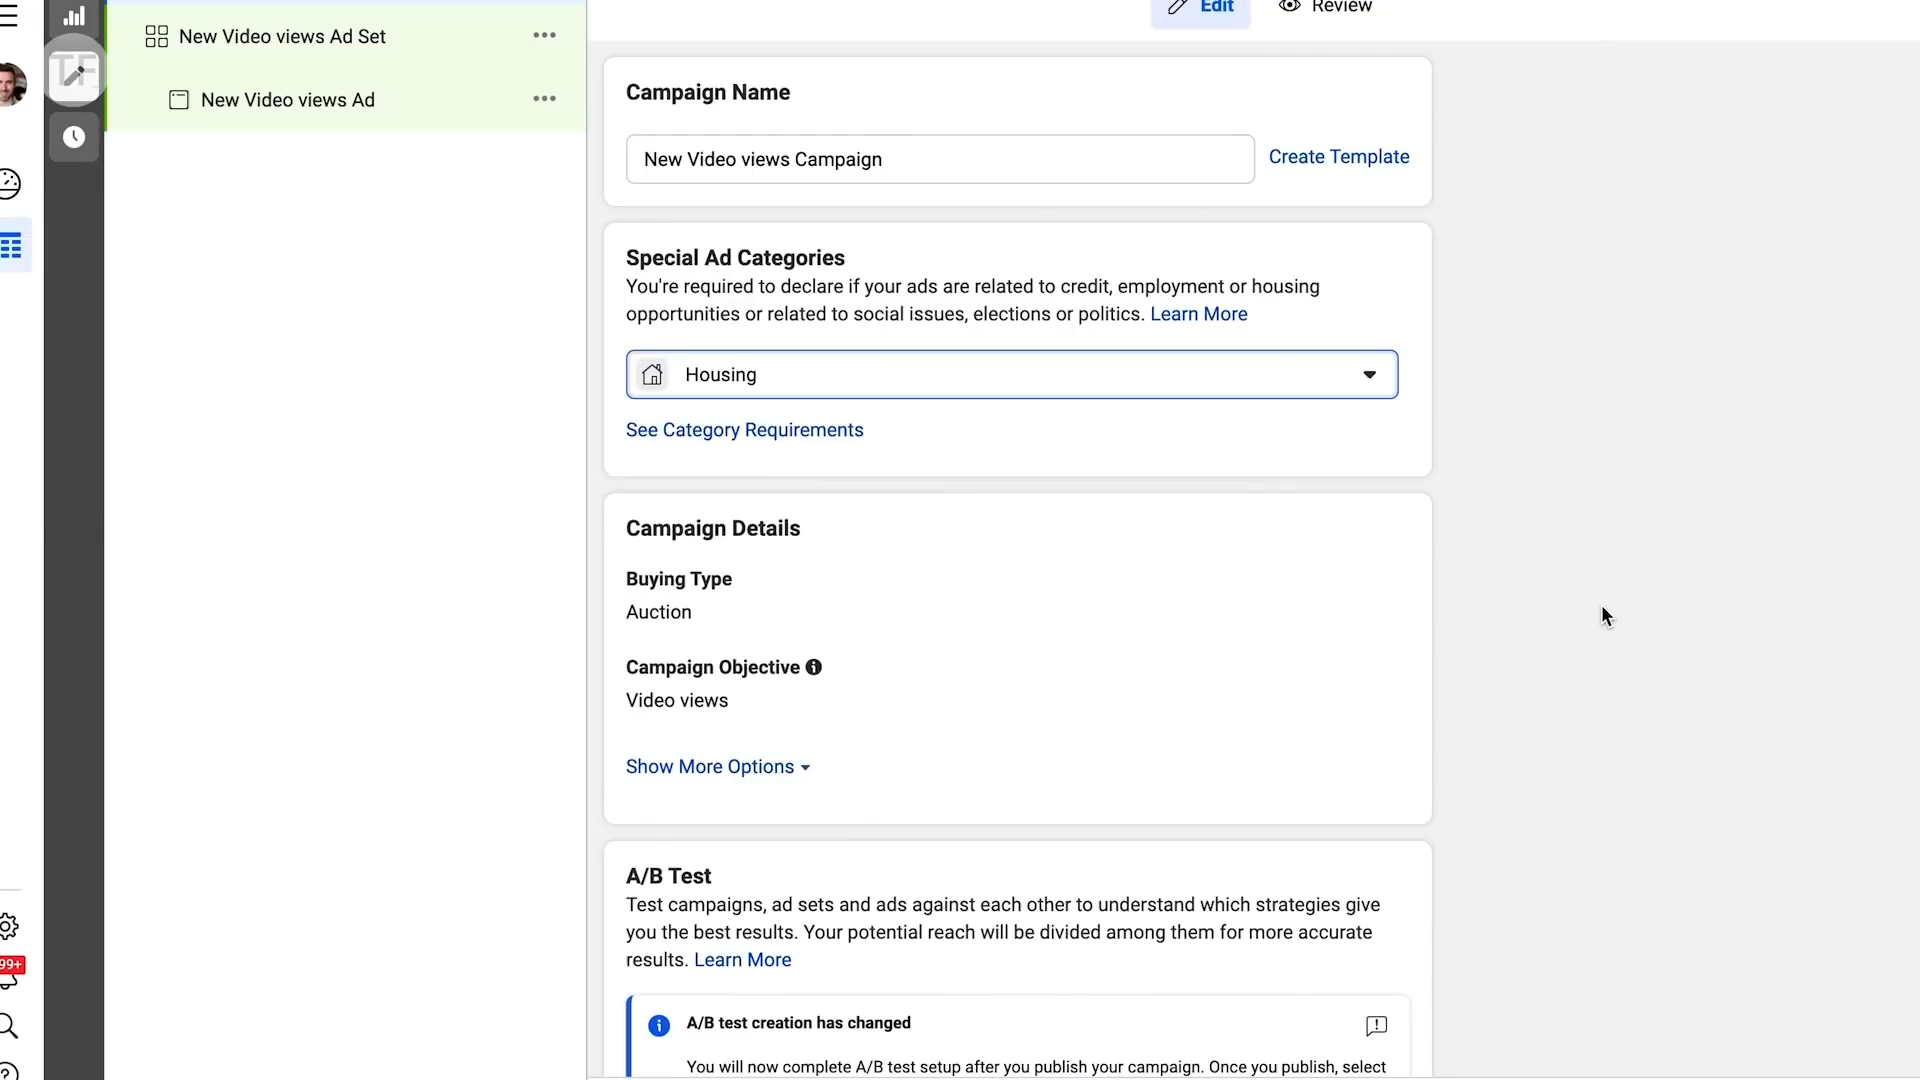 Edit
Review
New Video views Ad Set
New Video views Ad
TF
Campaign Name
New Video views Campaign
Create Template
Special Ad Categories
You're required to declare if your ads are related to credit, employment or housing
opportunities or related to social issues, elections or politics. Learn More
Housing
See Category Requirements
Campaign Details
Buying Type
Auction
Campaign Objective
Video views
Show More Options
A/B Test
Test campaigns, ad sets and ads against each other to understand which strategies give
you the best results. Your potential reach will be divided among them for more accurate
results. Learn More
99+
A/B test creation has changed
You will now complete A/B test setup after you publish your campaign. Once you publish, select